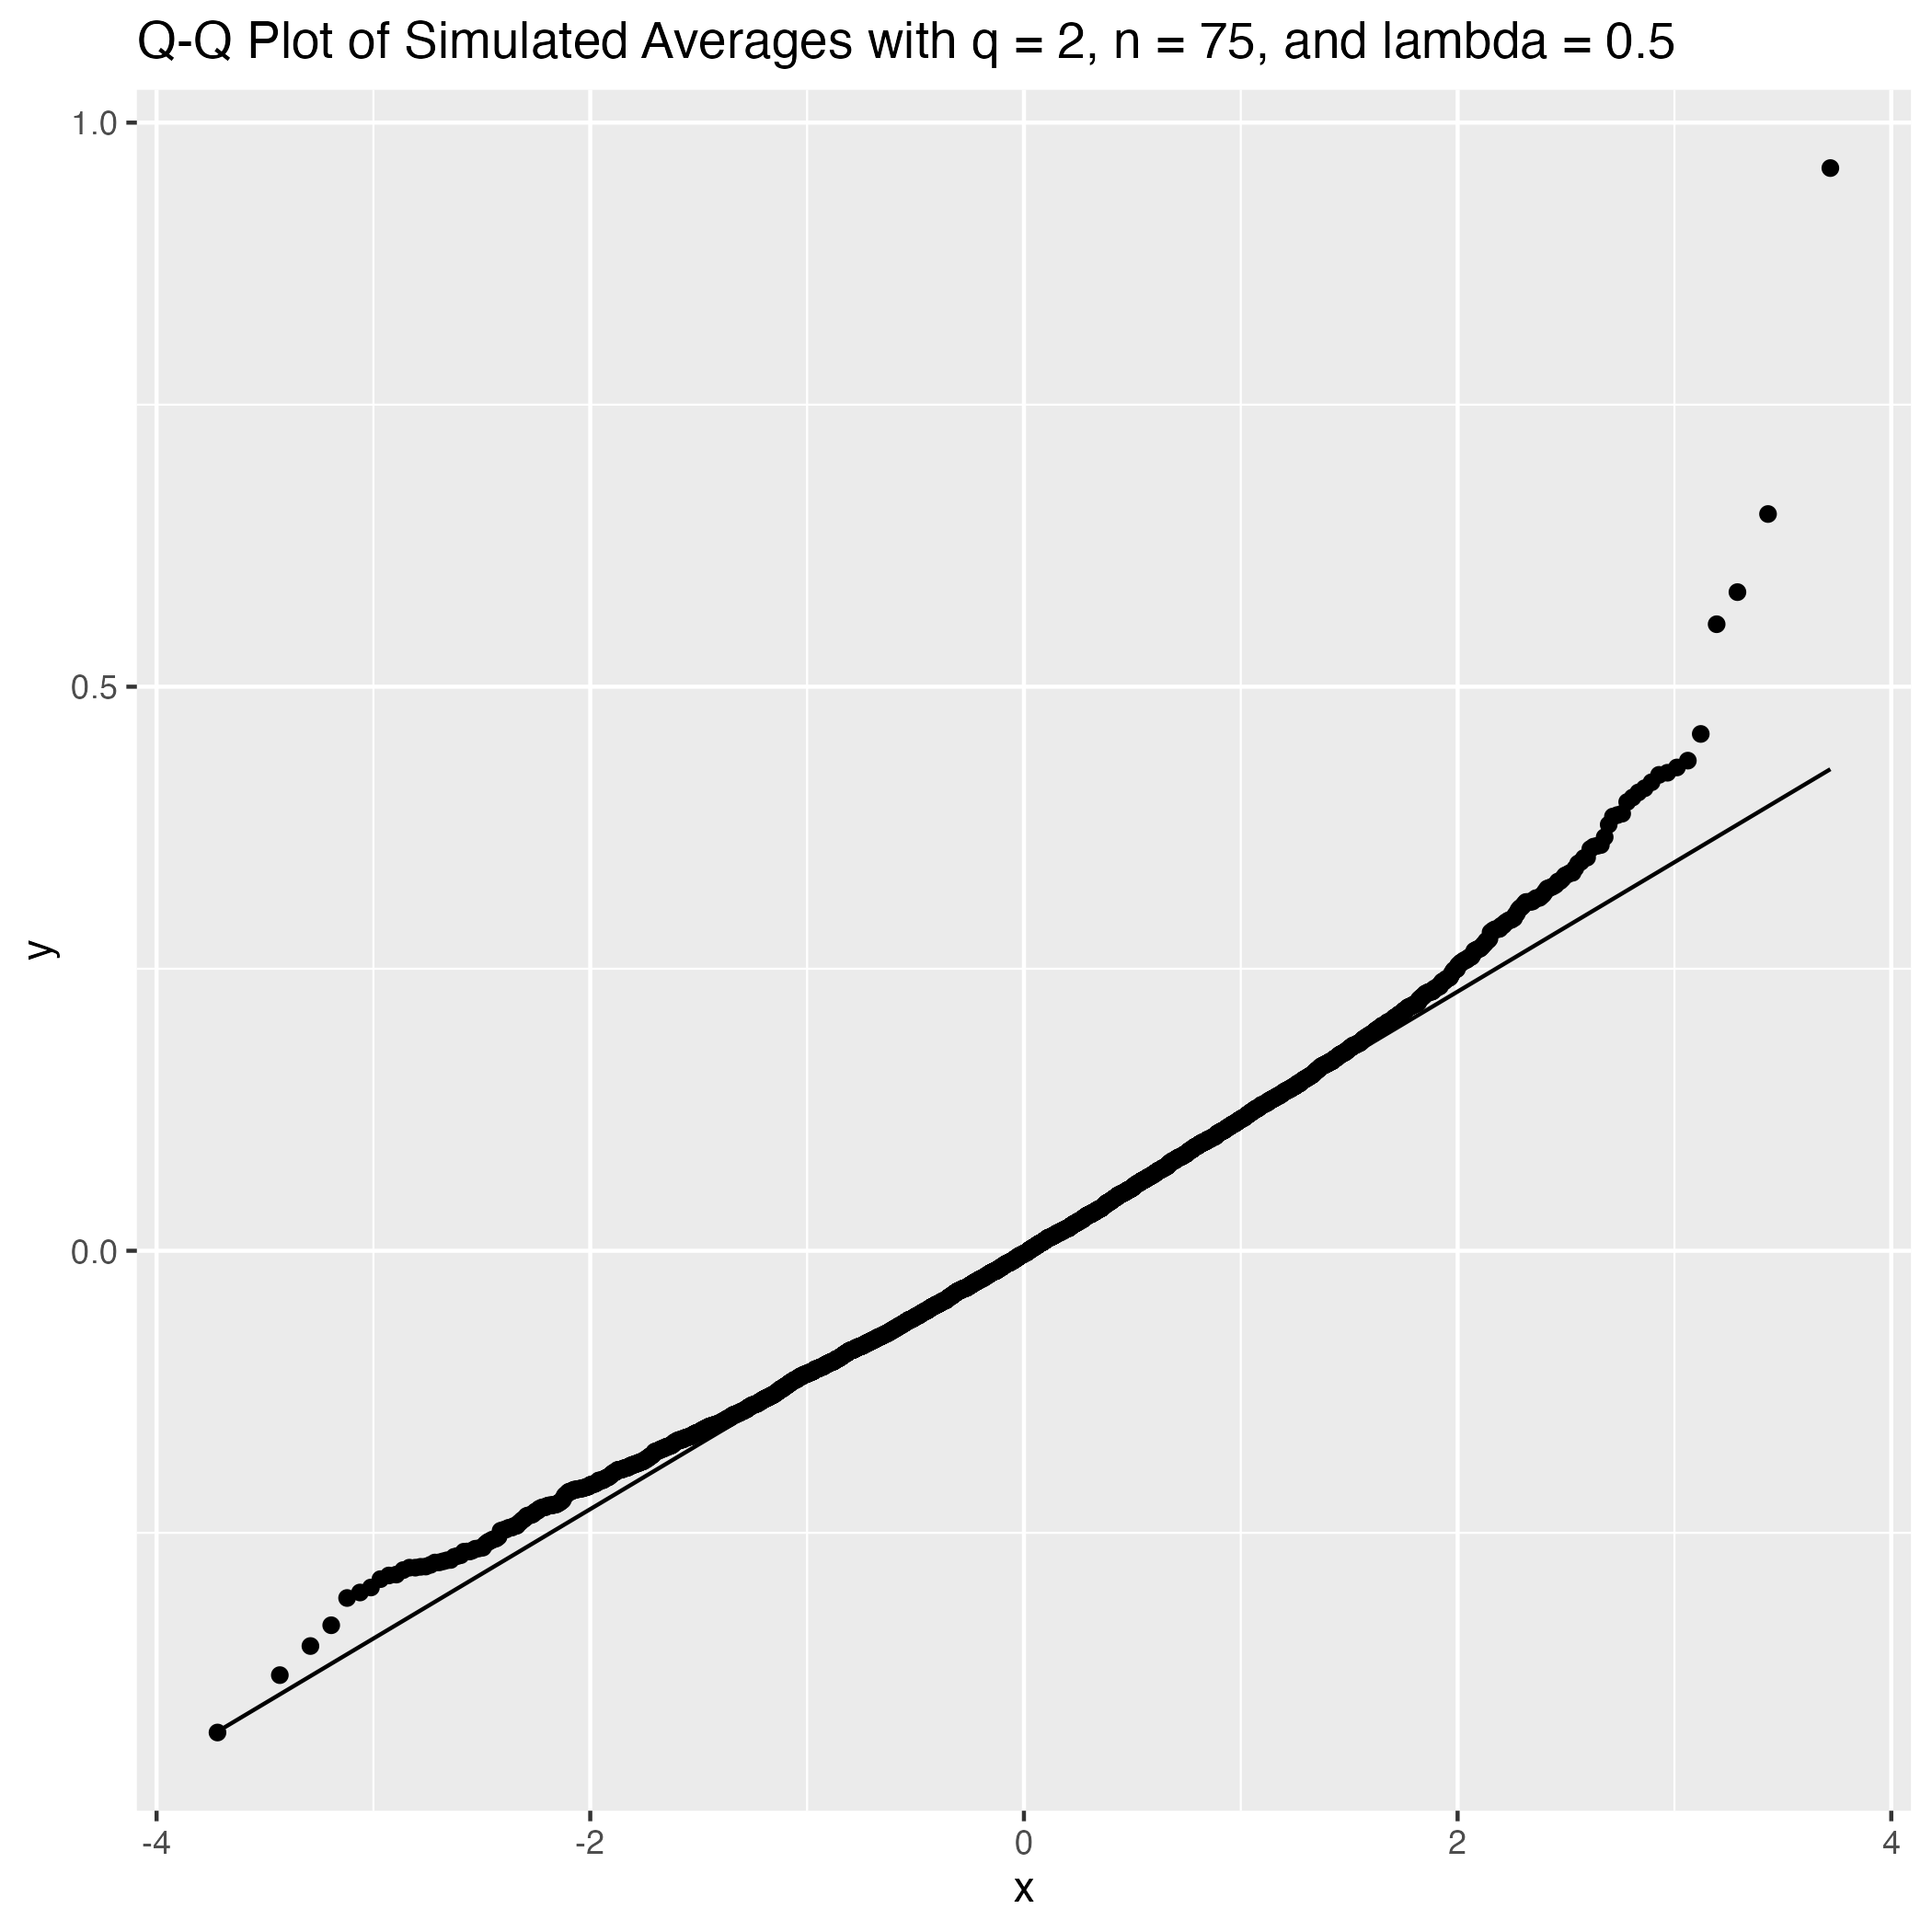 Q-Q Plot of Simulated Averages with q = 2, n = 75, and lambda = 0.5
1.0
0.5
0.0
y
-4 -2 0 2 4
x